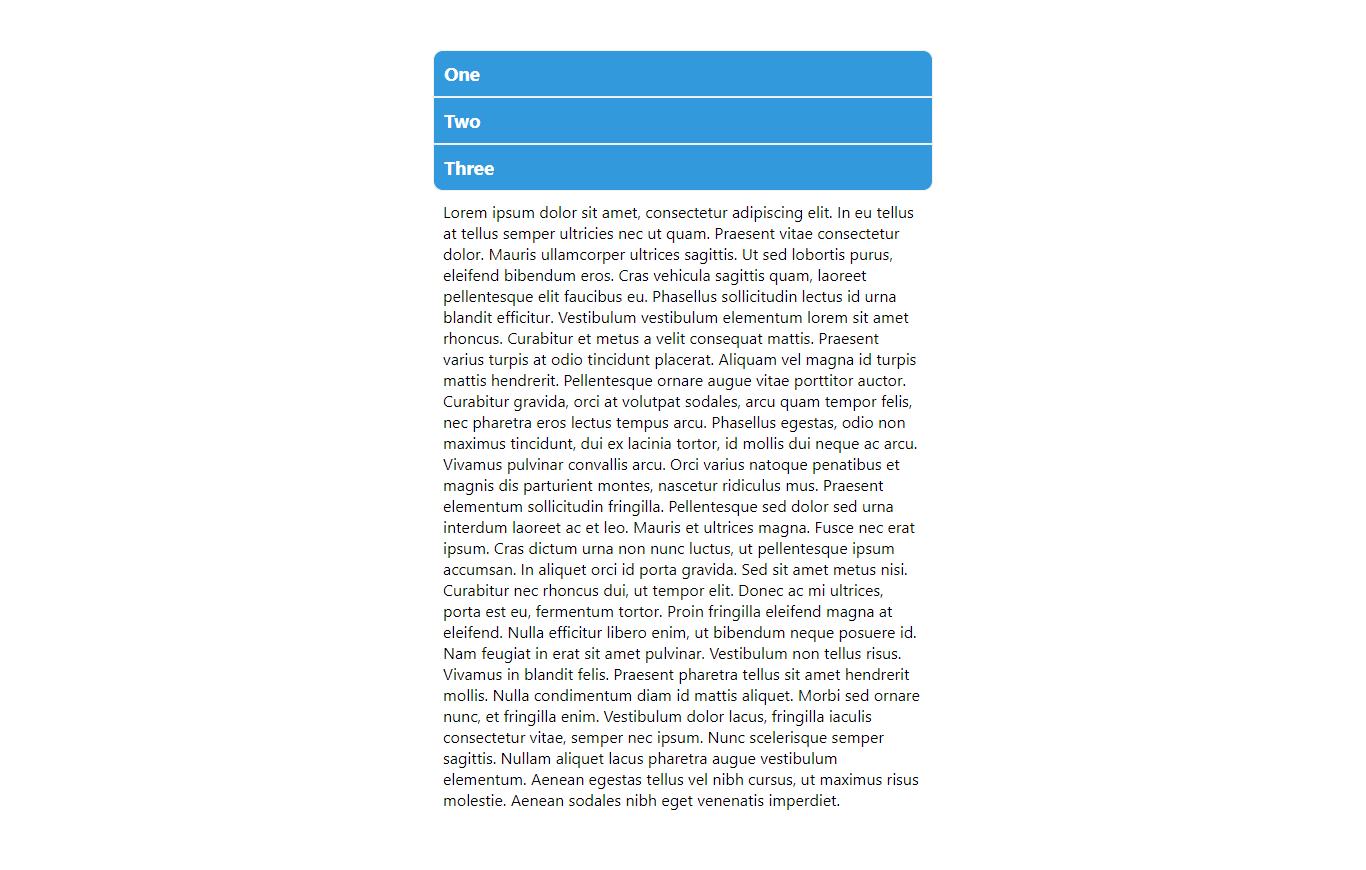 One
Two
Three
Lorem ipsum dolor sit amet, consectetur adipiscing elit. In eu tellus
at tellus semper ultricies nec ut quam. Praesent vitae consectetur
dolor. Mauris ullamcorper ultrices sagittis. Ut sed lobortis purus,
eleifend bibendum eros. Cras vehicula sagittis quam, laoreet
pellentesque elit faucibus eu. Phasellus sollicitudin lectus id urna
blandit efficitur. Vestibulum vestibulum elementum lorem sit amet
rhoncus. Curabitur et metus a velit consequat mattis. Praesent
varius turpis at odio tincidunt placerat. Aliquam vel magna id turpis
mattis hendrerit. Pellentesque ornare augue vitae porttitor auctor.
Curabitur gravida, orci at volutpat sodales, arcu quam tempor felis,
nec pharetra eros lectus tempus arcu. Phasellus egestas, odio non
maximus tincidunt, dui ex lacinia tortor, id mollis dui neque ac arcu.
Vivamus pulvinar convallis arcu. Orci varius natoque penatibus et
magnis dis parturient montes, nascetur ridiculus mus. Praesent
elementum sollicitudin fringilla. Pellentesque sed dolor sed urna
interdum laoreet ac et leo. Mauris et ultrices magna. Fusce nec erat
ipsum. Cras dictum urna non nunc luctus, ut pellentesque ipsum
accumsan. In aliquet orci id porta gravida. Sed sit amet metus nisi.
Curabitur nec rhoncus dui, ut tempor elit. Donec ac mi ultrices,
porta est eu, fermentum tortor. Proin fringilla eleifend magna at
eleifend. Nulla efficitur libero enim, ut bibendum neque posuere id.
Nam feugiat in erat sit amet pulvinar. Vestibulum non tellus risus.
Vivamus in blandit felis. Praesent pharetra tellus sit amet hendrerit
mollis. Nulla condimentum diam id mattis aliquet. Morbi sed ornare
nunc, et fringilla enim. Vestibulum dolor lacus, fringilla iaculis
consectetur vitae, semper nec ipsum. Nunc scelerisque semper
sagittis. Nullam aliquet lacus pharetra augue vestibulum
elementum. Aenean egestas tellus vel nibh cursus, ut maximus risus
molestie. Aenean sodales nibh eget venenatis imperdiet.